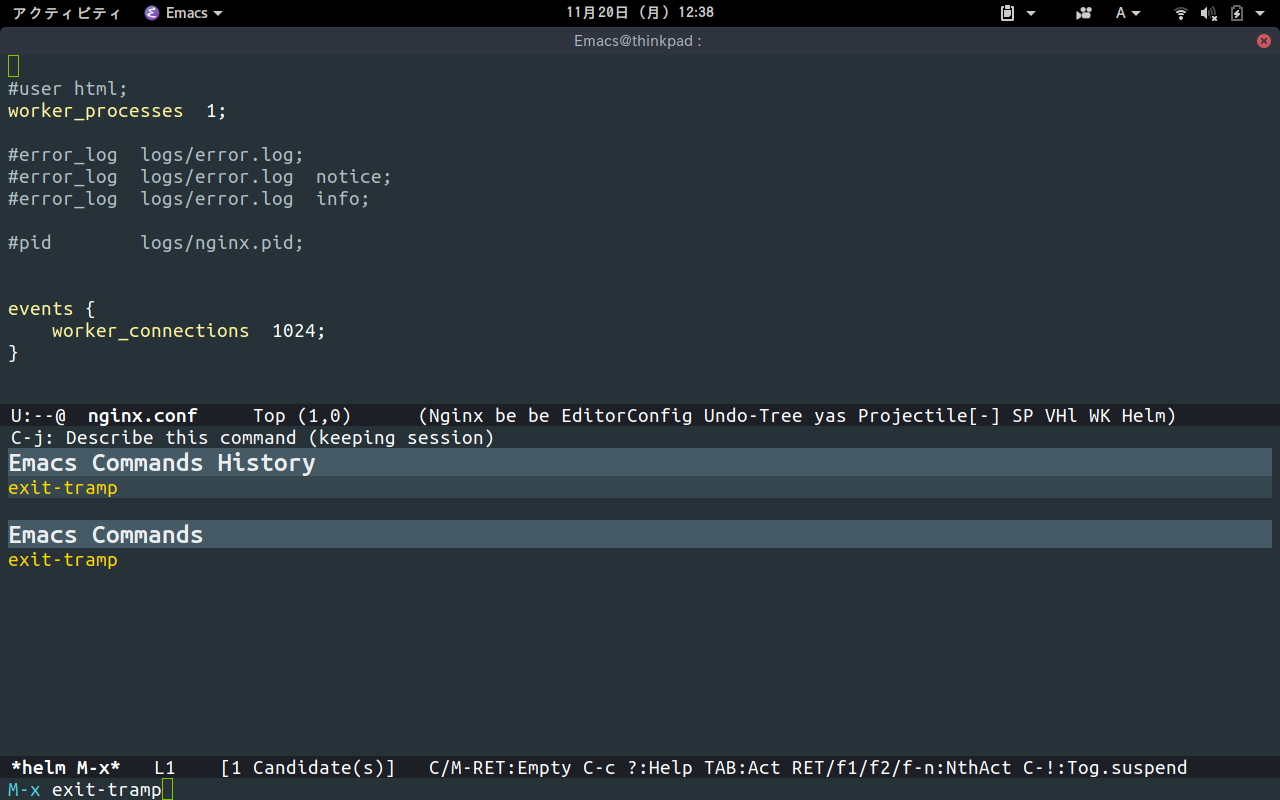 アクティビティ Emacs 11月20日 (月) 12:38 A
Emacs@thinkpad :
#user html;
worker_processes  1;
#error_log  logs/error.log;
#error_log  logs/error.log  notice;
#error_log  logs/error.log  info;
#pid        logs/nginx.pid;
events {
    worker_connections  1024;
}
U:--@  nginx.conf     Top (1,0)      (Nginx be be EditorConfig Undo-Tree yas Projectile[-] SP VHl WK Helm)
C-j: Describe this command (keeping session)
Emacs Commands History
exit-tramp
Emacs Commands
exit-tramp
*helm M-x*   L1    [1 Candidate(s)]   C/M-RET:Empty C-c ?:Help TAB:Act RET/f1/f2/f-n:NthAct C-!:Tog.suspend
M-x exit-tramp